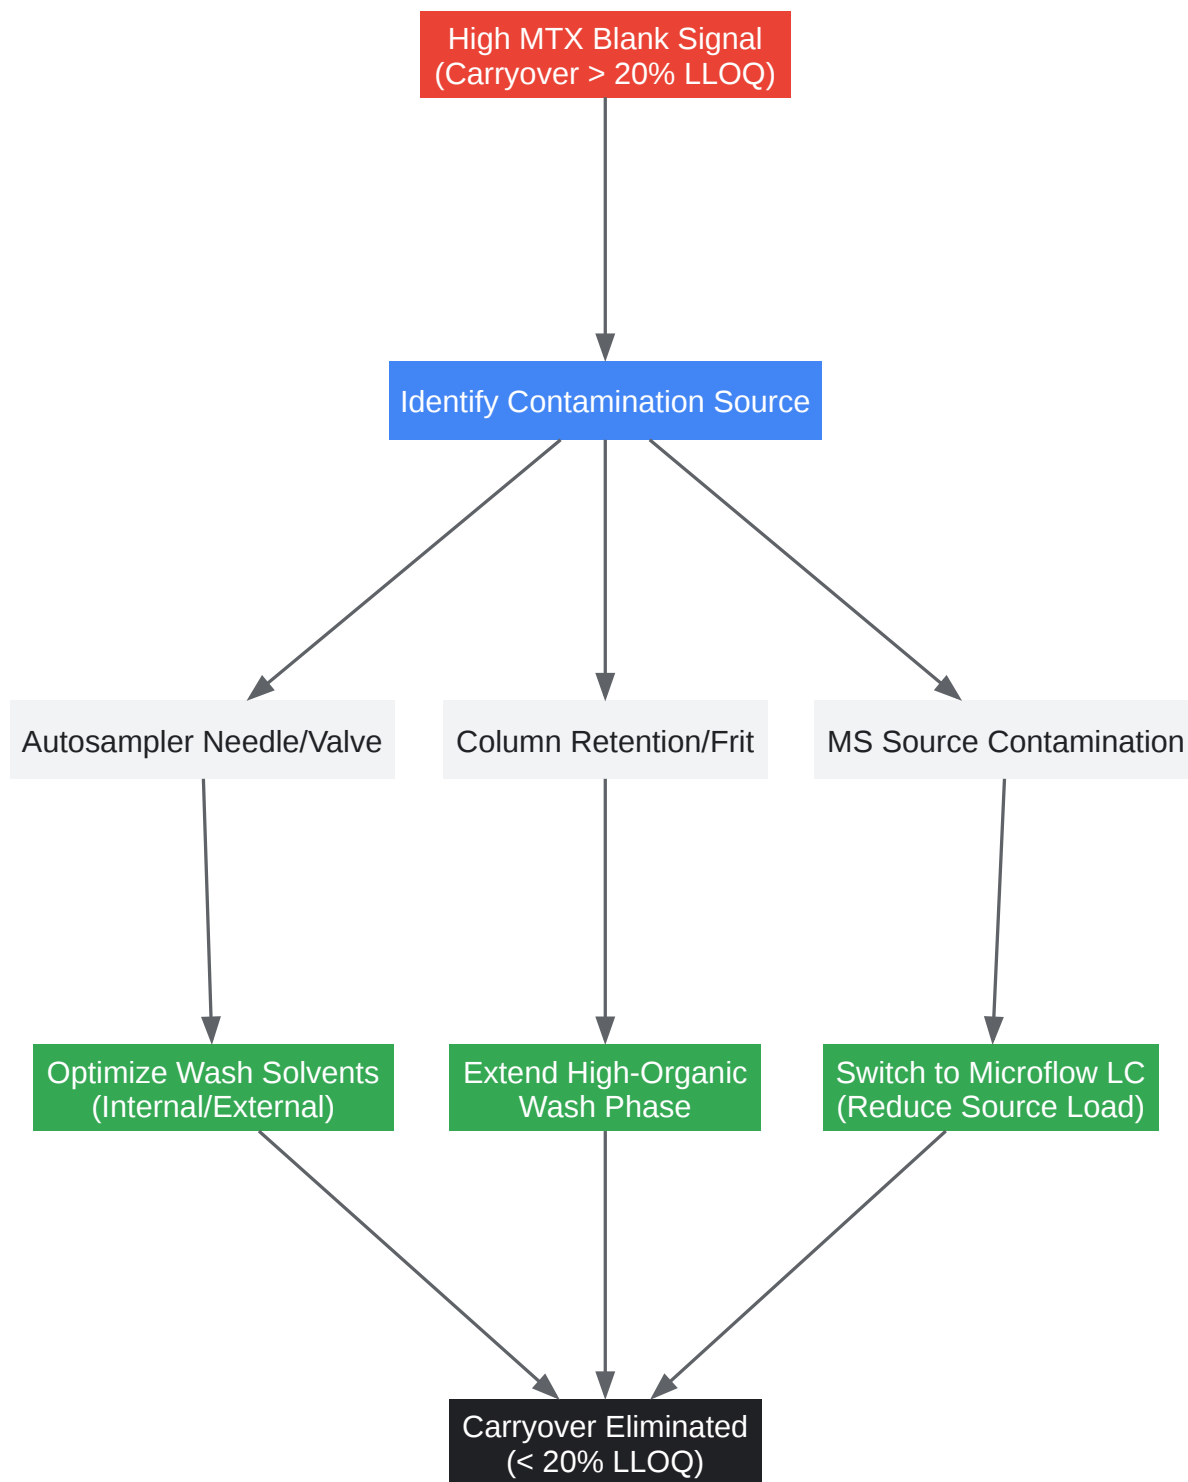 High MTX Blank Signal
(Carryover > 20% LLOQ)
Identify Contamination Source
Autosampler Needle/Valve
Column Retention/Frit
MS Source Contamination
Optimize Wash Solvents
(Internal/External)
Extend High-Organic
Wash Phase
Switch to Microflow LC
(Reduce Source Load)
Carryover Eliminated
(< 20% LLOQ)